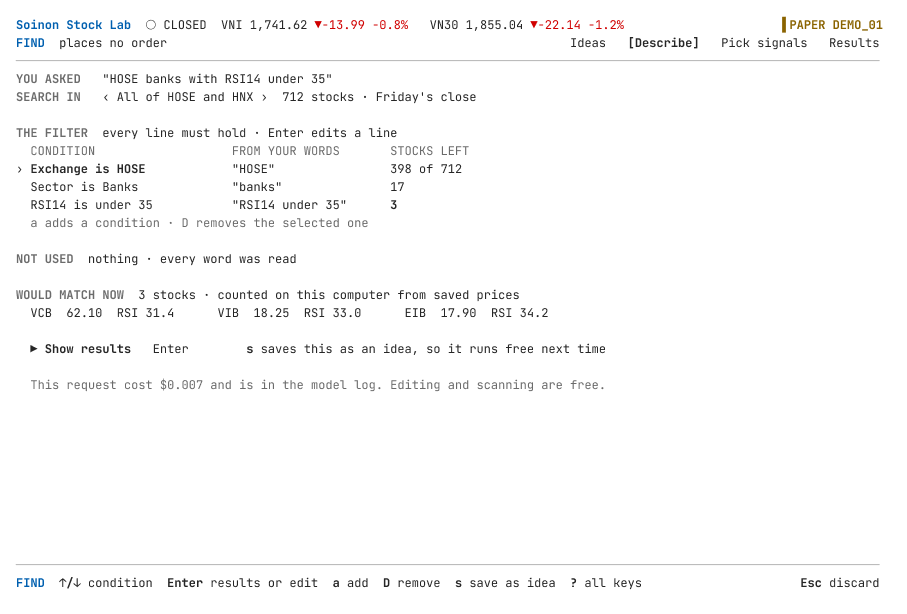 Soinon Stock Lab ○ CLOSED VNI 1,741.62 ▼-13.99 -0.8% VN30 1,855.04 ▼-22.14 -1.2% PAPER DEMO_01
FIND places no order Ideas [Describe] Pick signals Results
YOU ASKED "HOSE banks with RSI14 under 35"
SEARCH IN ‹ All of HOSE and HNX › 712 stocks · Friday's close
THE FILTER every line must hold · Enter edits a line
CONDITION FROM YOUR WORDS STOCKS LEFT
› Exchange is HOSE "HOSE" 398 of 712
Sector is Banks "banks" 17
RSI14 is under 35 "RSI14 under 35" 3
a adds a condition · D removes the selected one
NOT USED nothing · every word was read
WOULD MATCH NOW 3 stocks · counted on this computer from saved prices
VCB 62.10 RSI 31.4 VIB 18.25 RSI 33.0 EIB 17.90 RSI 34.2
▶ Show results Enter s saves this as an idea, so it runs free next time
This request cost $0.007 and is in the model log. Editing and scanning are free.
FIND ↑/↓ condition Enter results or edit a add D remove s save as idea ? all keys Esc discard